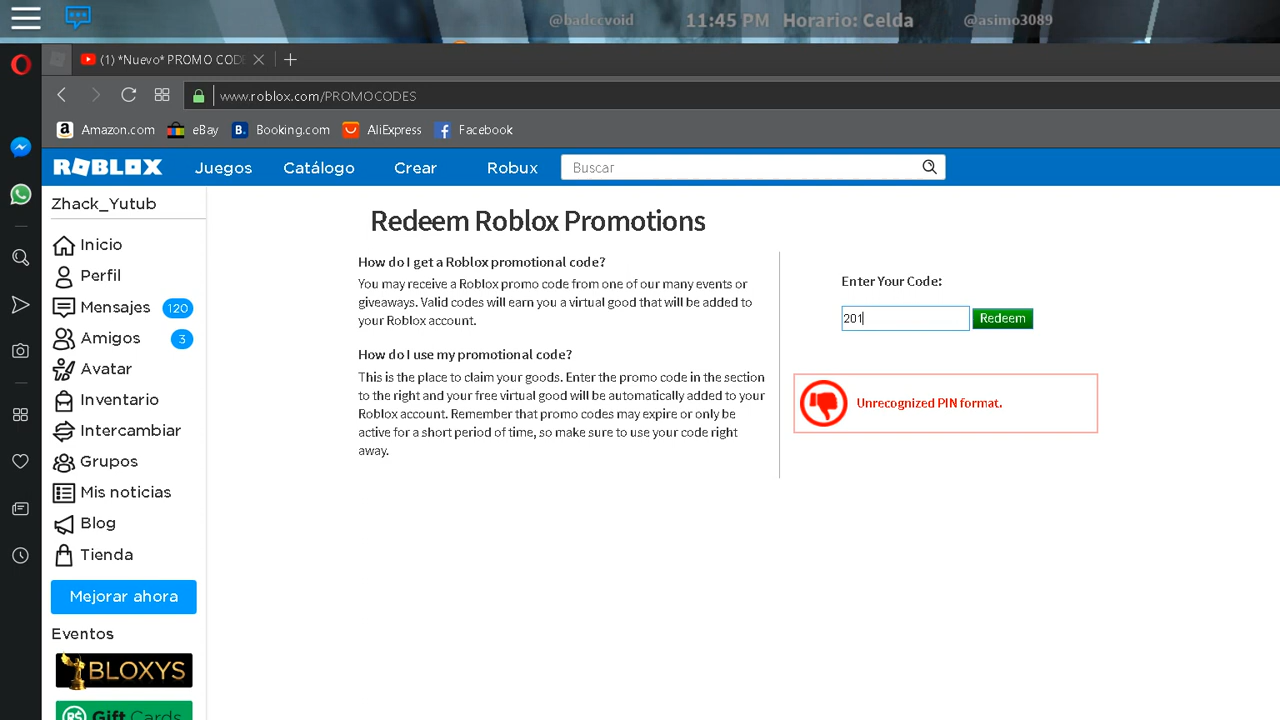 @badccvoid 11:45 PM Horario: Celda @asimo3089
(1) *Nuevo* PROMO CODE
www.roblox.com/PROMOCODES
Amazon.com eBay Booking.com AliExpress Facebook
ROBLOX Juegos Catálogo Crear Robux Buscar
Zhack_Yutub
Inicio
Perfil
Mensajes 120
Amigos 3
Avatar
Inventario
Intercambiar
Grupos
Mis noticias
Blog
Tienda
Mejorar ahora
Eventos
BLOXYS
R$ Gift Cards
Redeem Roblox Promotions
How do I get a Roblox promotional code?
You may receive a Roblox promo code from one of our many events or
giveaways. Valid codes will earn you a virtual good that will be added to
your Roblox account.
How do I use my promotional code?
This is the place to claim your goods. Enter the promo code in the section
to the right and your free virtual good will be automatically added to your
Roblox account. Remember that promo codes may expire or only be
active for a short period of time, so make sure to use your code right
away.
Enter Your Code:
201 Redeem
Unrecognized PIN format.